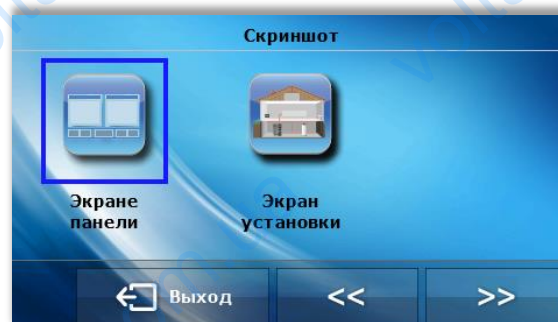 Скриншот
Экране
панели
Экран
установки
Выход
<<
>>